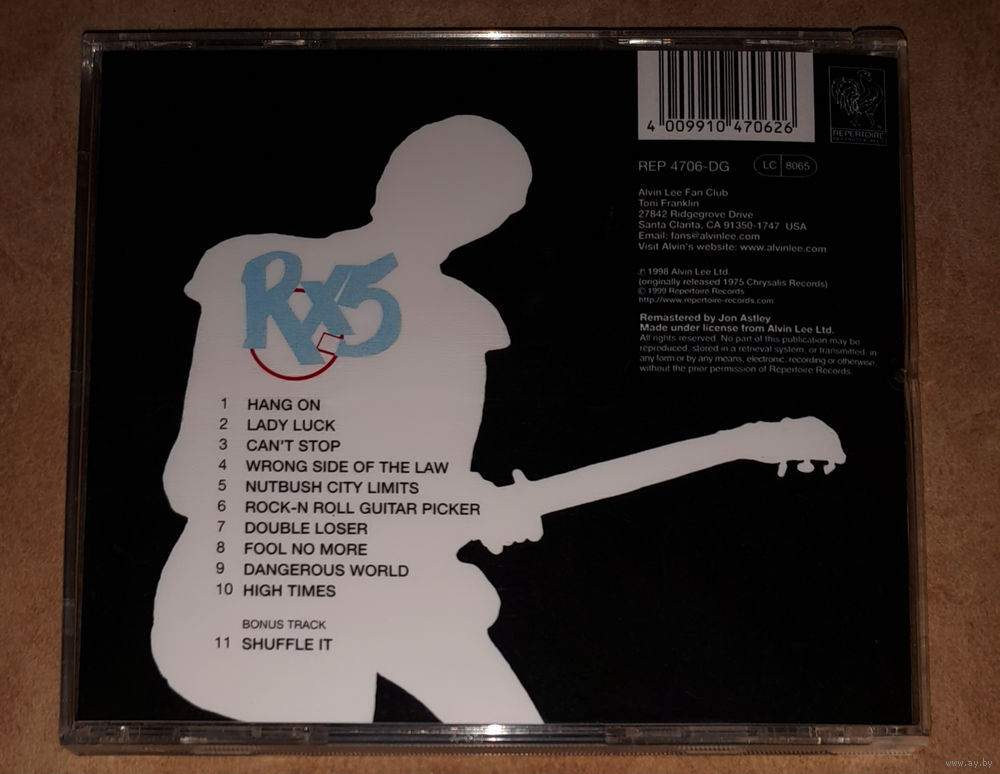 4 009910 470626
REPERTOIRE
REP 4706-DG
LC 8065
Alvin Lee Fan Club
Toni Franklin
27842 Ridgegrove Drive
Santa Clarita, CA 91350-1747 USA
Email: fans@alvinlee.com
Visit Alvin's website: www.alvinlee.com
℗ 1998 Alvin Lee Ltd.
(originally released 1975 Chrysalis Records)
© 1999 Repertoire Records
http://www.repertoire-records.com
Remastered by Jon Astley
Made under license from Alvin Lee Ltd.
All rights reserved. No part of this publication may be
reproduced, stored in a retrieval system, or transmitted, in
any form or by any means, electronic, recording or otherwise,
without the prior permission of Repertoire Records.
Rx5
1 HANG ON
2 LADY LUCK
3 CAN'T STOP
4 WRONG SIDE OF THE LAW
5 NUTBUSH CITY LIMITS
6 ROCK-N ROLL GUITAR PICKER
7 DOUBLE LOSER
8 FOOL NO MORE
9 DANGEROUS WORLD
10 HIGH TIMES
BONUS TRACK
11 SHUFFLE IT
www.ay.by